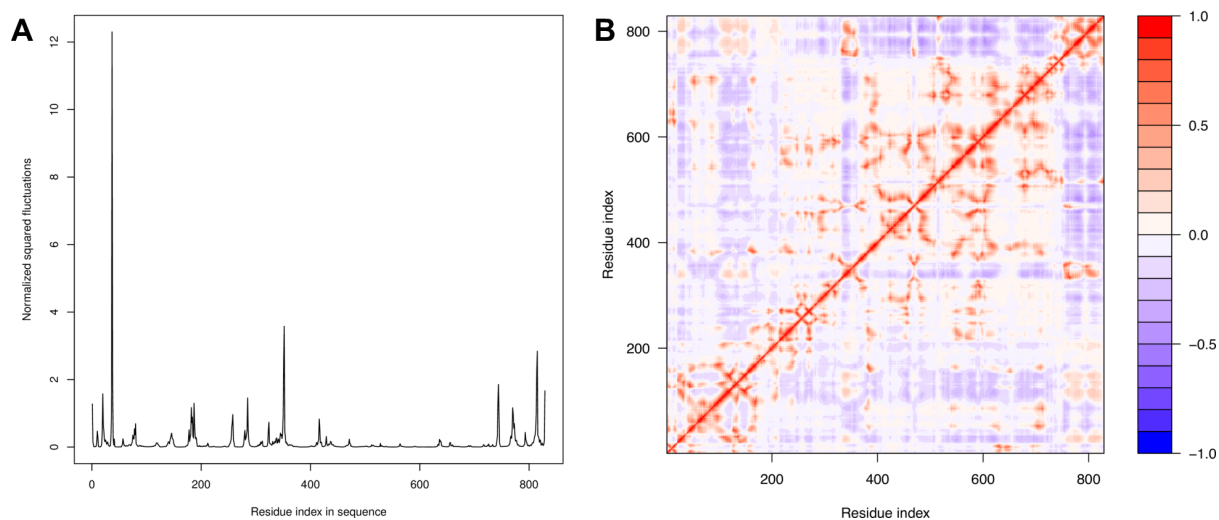 A
B
Normalized squared fluctuations
12
10
8
6
4
2
0
0 200 400 600 800
Residue index in sequence
Residue index
800
600
400
200
200 400 600 800
Residue index
1.0
0.5
0.0
−0.5
−1.0